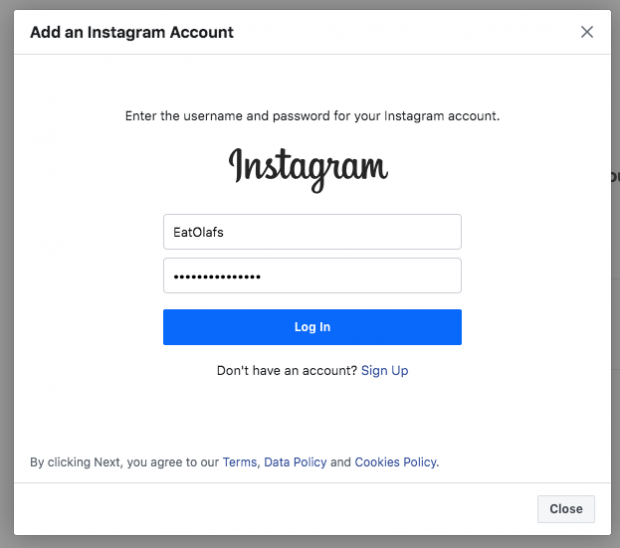 Add an Instagram Account
Enter the username and password for your Instagram account.
Instagram
EatOlafs
•••••••••••••••
Log In
Don't have an account? Sign Up
By clicking Next, you agree to our Terms, Data Policy and Cookies Policy.
Close